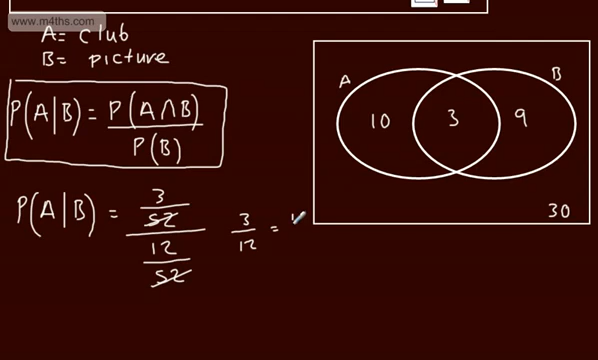 www.m4ths.com
A = club
B = picture
P(A|B) = P(A∩B)
P(B)
P(A|B) = 3
52
12
52
3
12 =
A
B
10
3
9
30